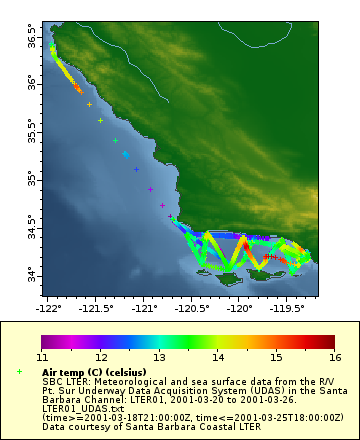 36.5°
36°
35.5°
35°
34.5°
34°
-122°
-121.5°
-121°
-120.5°
-120°
-119.5°
11
12
13
14
15
16
Air temp (C) (celsius)
SBC LTER: Meteorological and sea surface data from the R/V
Pt. Sur Underway Data Acquisition System (UDAS) in the Santa
Barbara Channel: LTER01, 2001-03-20 to 2001-03-26.
LTER01_UDAS.txt
(time>=2001-03-18T21:00:00Z, time<=2001-03-25T18:00:00Z)
Data courtesy of Santa Barbara Coastal LTER